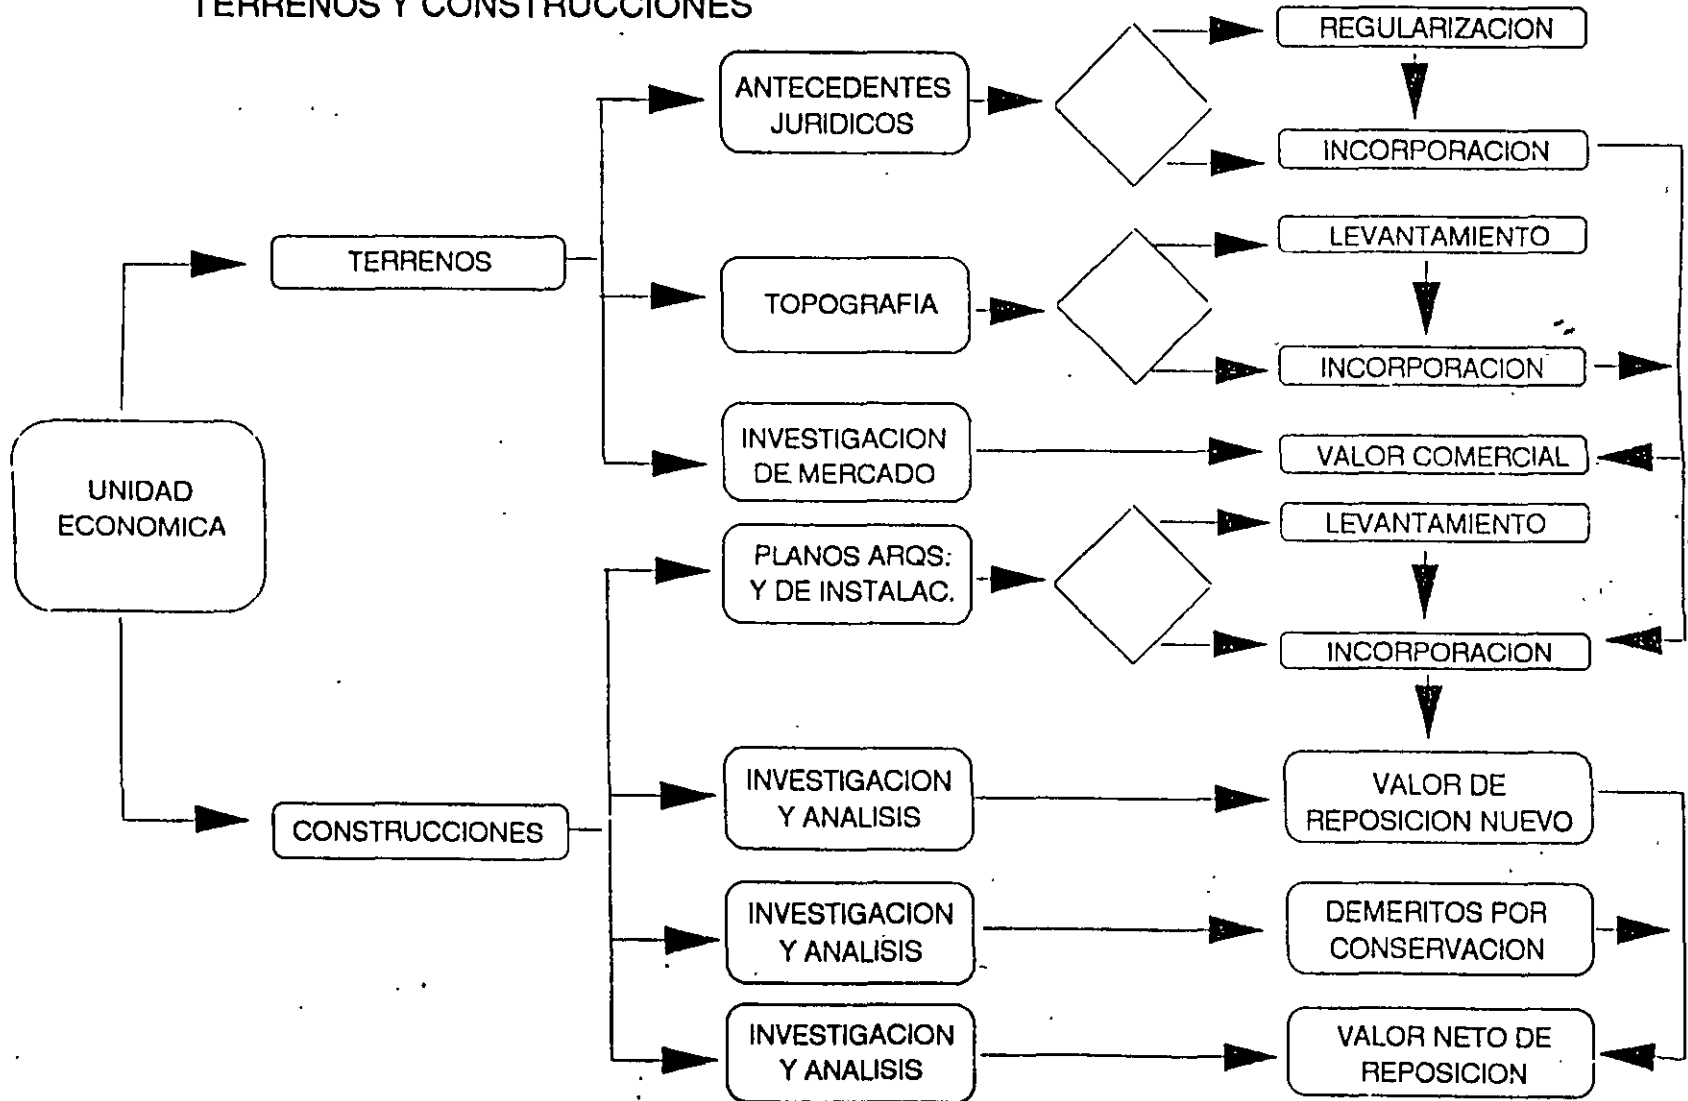 TERRENOS Y CONSTRUCCIONES
REGULARIZACION
ANTECEDENTES
JURIDICOS
INCORPORACION
LEVANTAMIENTO
TERRENOS
TOPOGRAFIA
INCORPORACION
INVESTIGACION
DE MERCADO
VALOR COMERCIAL
UNIDAD
ECONOMICA
LEVANTAMIENTO
PLANOS ARQS.
Y DE INSTALAC.
INCORPORACION
INVESTIGACION
Y ANALISIS
VALOR DE
REPOSICION NUEVO
CONSTRUCCIONES
INVESTIGACION
Y ANALISIS
DEMERITOS POR
CONSERVACION
INVESTIGACION
Y ANALISIS
VALOR NETO DE
REPOSICION